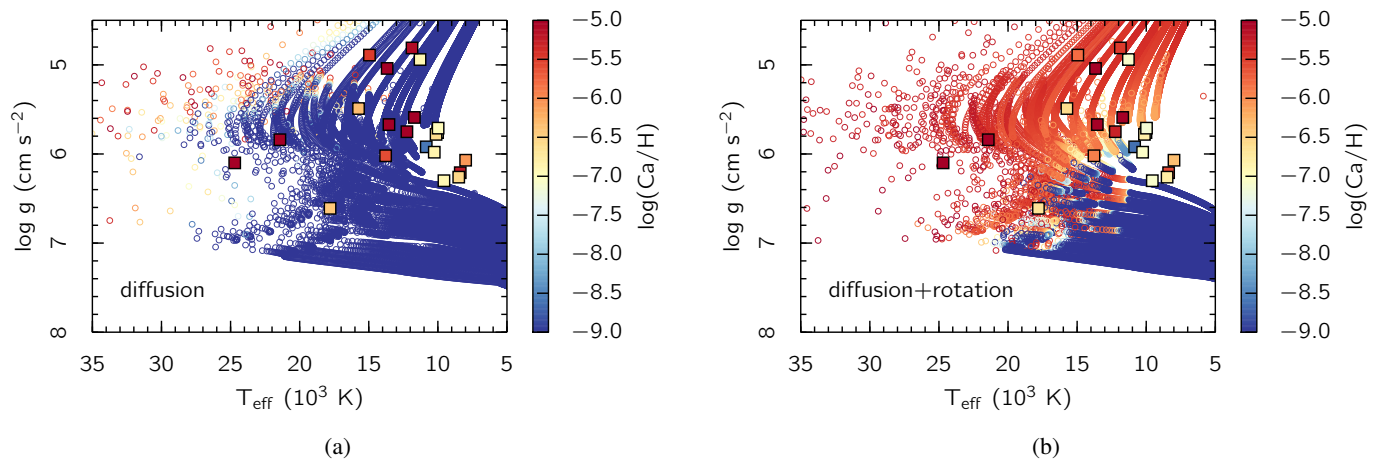 5
6
7
8
log g (cm s⁻²)
diffusion
35 30 25 20 15 10 5
T_eff (10³ K)
−5.0
−5.5
−6.0
−6.5
−7.0
−7.5
−8.0
−8.5
−9.0
log(Ca/H)
(a)
5
6
7
8
log g (cm s⁻²)
diffusion+rotation
35 30 25 20 15 10 5
T_eff (10³ K)
−5.0
−5.5
−6.0
−6.5
−7.0
−7.5
−8.0
−8.5
−9.0
log(Ca/H)
(b)